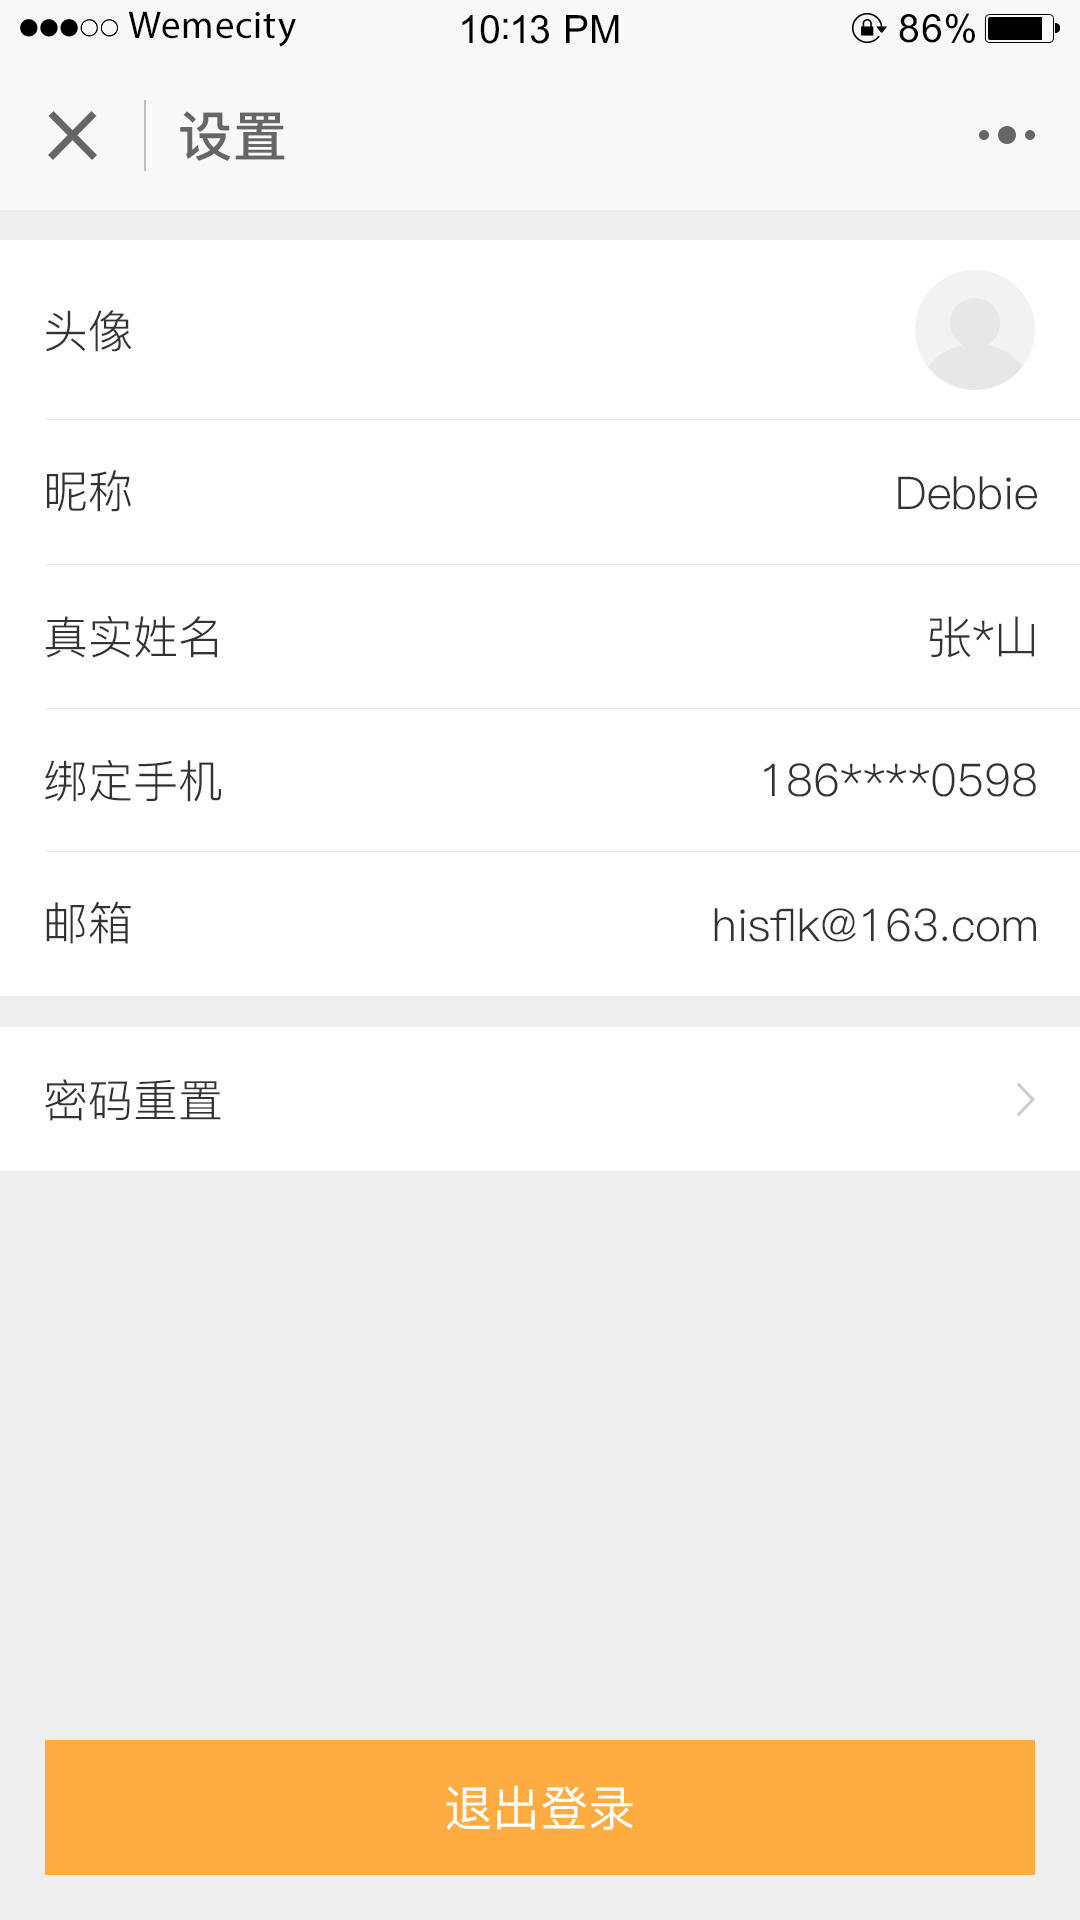 Wemecity 10:13 PM 86%
设置
头像
昵称 Debbie
真实姓名 张*山
绑定手机 186****0598
邮箱 hisflk@163.com
密码重置
退出登录